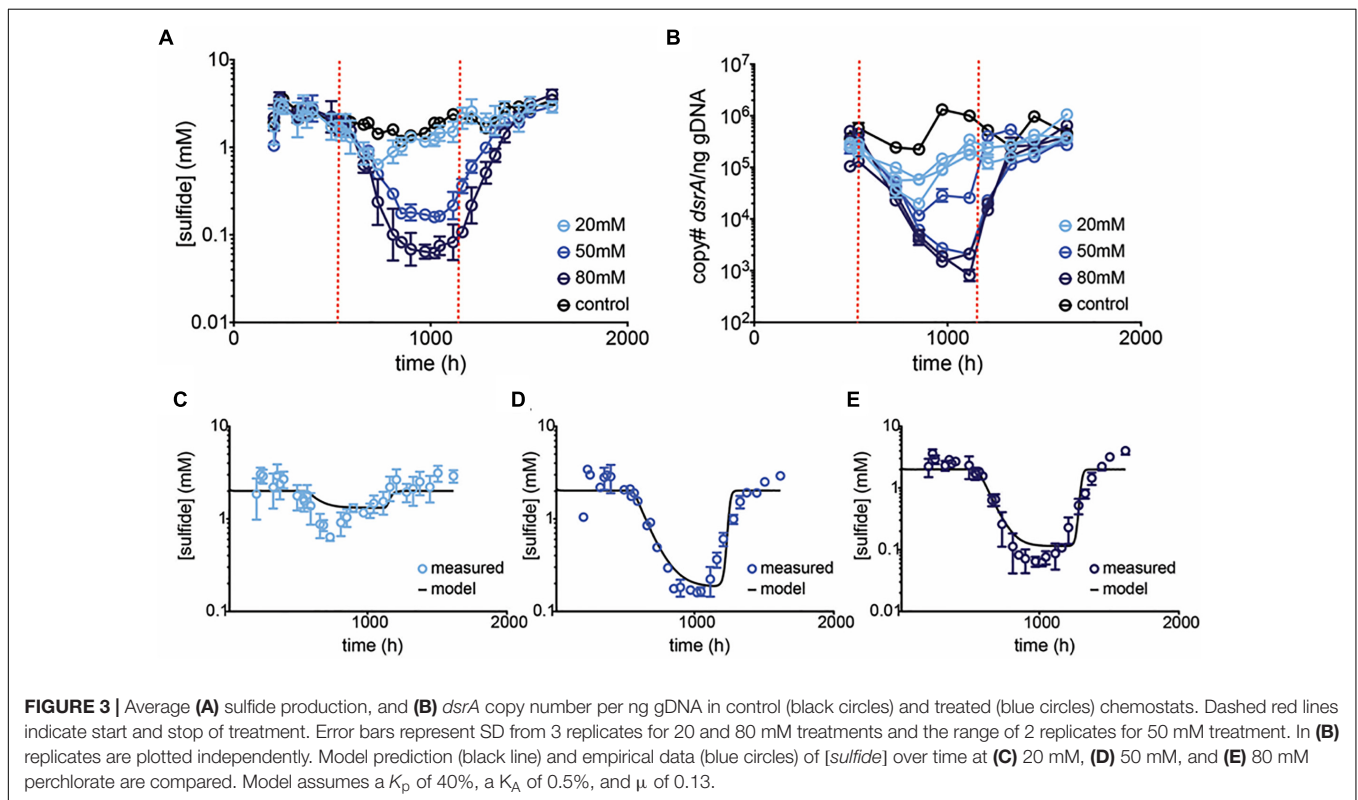 A
10
1
0.1
0.01
[sulfide] (mM)
0
1000
2000
time (h)
20mM
50mM
80mM
control
B
10⁷
10⁶
10⁵
10⁴
10³
10²
copy# dsrA/ng gDNA
0
1000
2000
time (h)
20mM
50mM
80mM
control
C
10
1
0.1
[sulfide] (mM)
1000
2000
time (h)
measured
model
D
10
1
0.1
[sulfide] (mM)
1000
2000
time (h)
measured
model
E
10
1
0.1
0.01
[sulfide] (mM)
1000
2000
time (h)
measured
model
FIGURE 3 | Average (A) sulfide production, and (B) dsrA copy number per ng gDNA in control (black circles) and treated (blue circles) chemostats. Dashed red lines
indicate start and stop of treatment. Error bars represent SD from 3 replicates for 20 and 80 mM treatments and the range of 2 replicates for 50 mM treatment. In (B)
replicates are plotted independently. Model prediction (black line) and empirical data (blue circles) of [sulfide] over time at (C) 20 mM, (D) 50 mM, and (E) 80 mM
perchlorate are compared. Model assumes a Kp of 40%, a KA of 0.5%, and μ of 0.13.